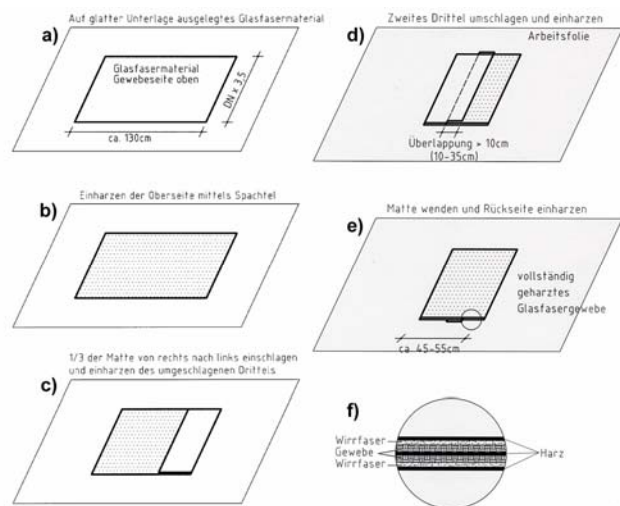 Auf glatter Unterlage ausgelegtes Glasfasermaterial
a)
Glasfasermaterial
Gewebeseite oben
DN x 3.5
ca. 130cm
Einharzen der Oberseite mittels Spachtel
b)
1/3 der Matte von rechts nach links einschlagen
und einharzen des umgeschlagenen Drittels
c)
Zweites Drittel umschlagen und einharzen
d)
Arbeitsfolie
Überlappung > 10cm
(10-35cm)
Matte wenden und Rückseite einharzen
e)
vollständig
geharztes
Glasfasergewebe
ca. 45-55cm
f)
Wirrfaser
Gewebe
Wirrfaser
Harz